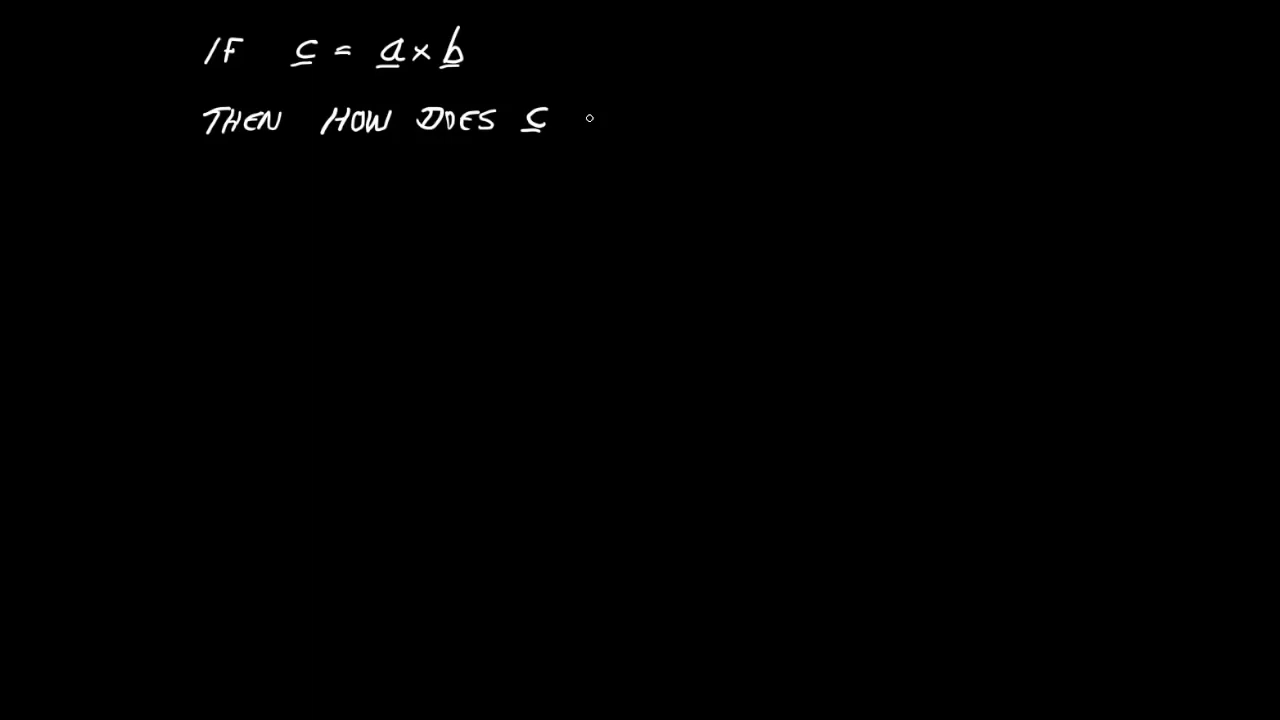 IF c = a × b
THEN HOW DOES c